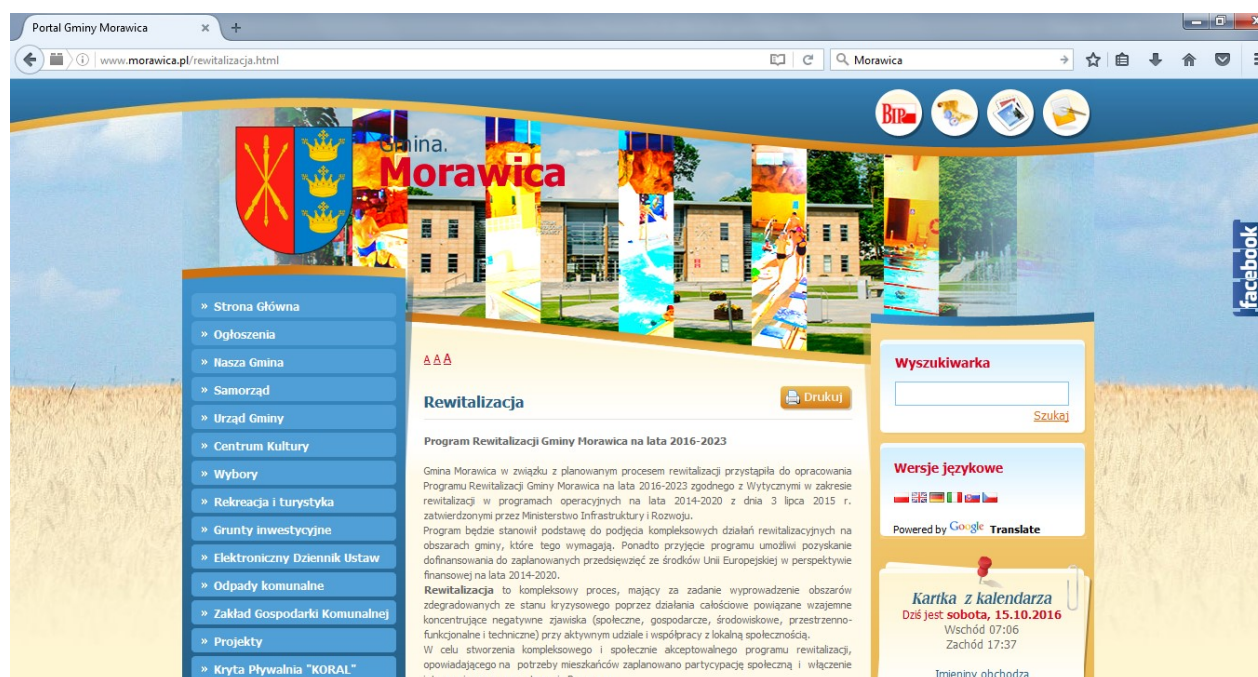 Portal Gminy Morawica
www.morawica.pl/rewitalizacja.html
Morawica
BIP
Gmina.
Morawica
facebook
» Strona Główna
» Ogłoszenia
» Nasza Gmina
» Samorząd
» Urząd Gminy
» Centrum Kultury
» Wybory
» Rekreacja i turystyka
» Grunty inwestycyjne
» Elektroniczny Dziennik Ustaw
» Odpady komunalne
» Zakład Gospodarki Komunalnej
» Projekty
» Kryta Pływalnia "KORAL"
A A A
Rewitalizacja
Drukuj
Program Rewitalizacji Gminy Morawica na lata 2016-2023
Gmina Morawica w związku z planowanym procesem rewitalizacji przystąpiła do opracowania
Programu Rewitalizacji Gminy Morawica na lata 2016-2023 zgodnego z Wytycznymi w zakresie
rewitalizacji w programach operacyjnych na lata 2014-2020 z dnia 3 lipca 2015 r.
zatwierdzonymi przez Ministerstwo Infrastruktury i Rozwoju.
Program będzie stanowił podstawę do podjęcia kompleksowych działań rewitalizacyjnych na
obszarach gminy, które tego wymagają. Ponadto przyjęcie programu umożliwi pozyskanie
dofinansowania do zaplanowanych przedsięwzięć ze środków Unii Europejskiej w perspektywie
finansowej na lata 2014-2020.
Rewitalizacja to kompleksowy proces, mający za zadanie wyprowadzenie obszarów
zdegradowanych ze stanu kryzysowego poprzez działania całościowe powiązane wzajemne
koncentrujące negatywne zjawiska (społeczne, gospodarcze, środowiskowe, przestrzenno-
funkcjonalne i techniczne) przy aktywnym udziale i współpracy z lokalną społecznością.
W celu stworzenia kompleksowego i społecznie akceptowalnego programu rewitalizacji,
opowiadającego na potrzeby mieszkańców zaplanowano partycypację społeczną i włączenie
Wyszukiwarka
Szukaj
Wersje językowe
Powered by Google Translate
Kartka z kalendarza
Dziś jest sobota, 15.10.2016
Wschód 07:06
Zachód 17:37
Imieniny obchodzą